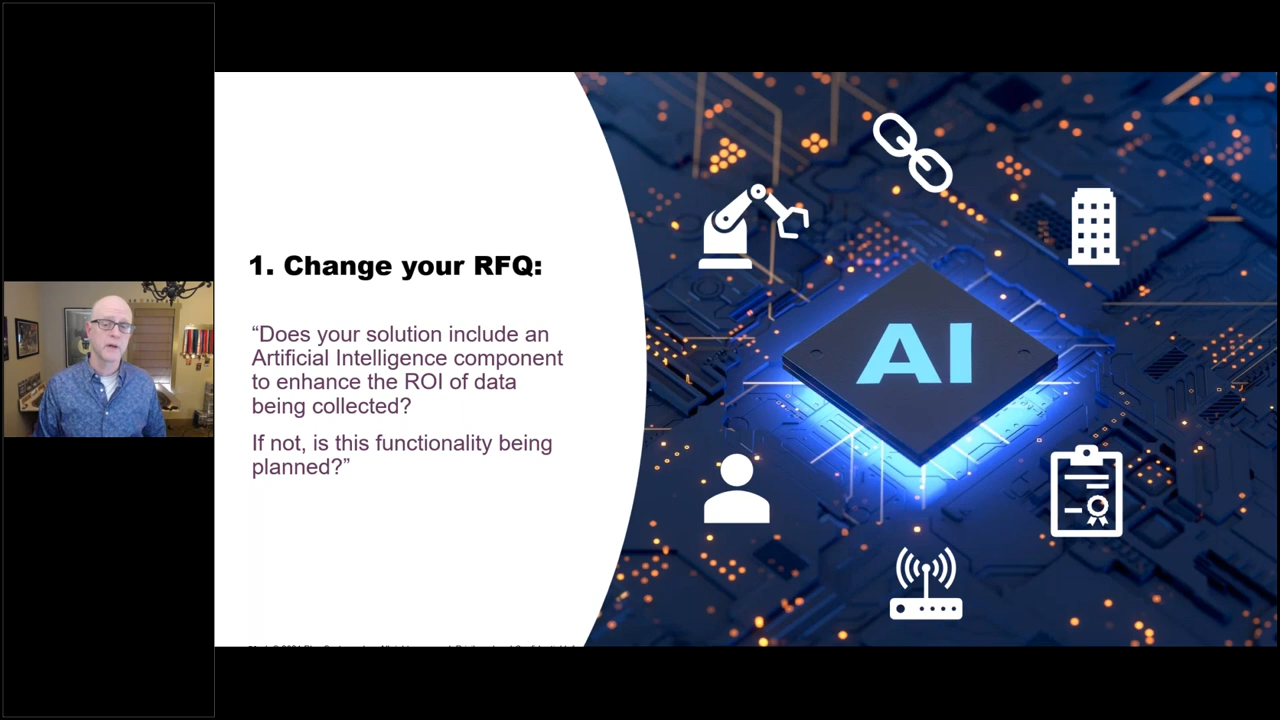 1. Change your RFQ:
“Does your solution include an
Artificial Intelligence component
to enhance the ROI of data
being collected?
If not, is this functionality being
planned?”
AI